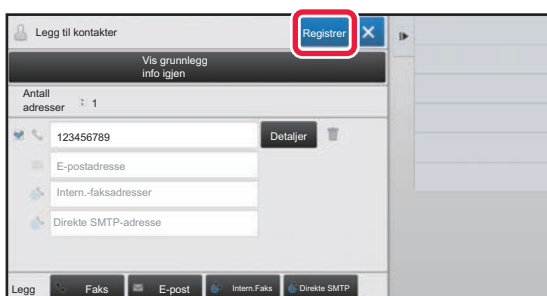 Legg til kontakter
Registrer
Vis grunnlegg
info igjen
Antall
adresser : 1
123456789
Detaljer
E-postadresse
Intern.-faksadresser
Direkte SMTP-adresse
Legg
Faks
E-post
Intern.Faks
Direkte SMTP